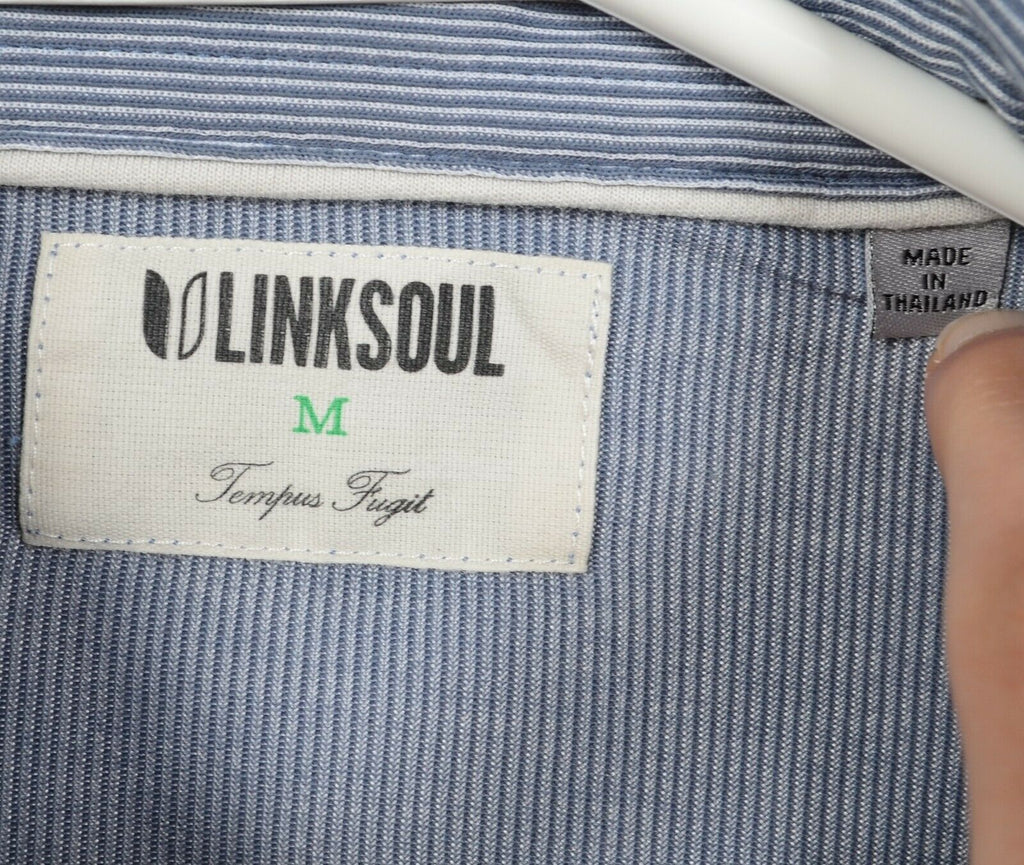 LINKSOUL
M
Tempus Fugit
MADE
IN
THAILAND